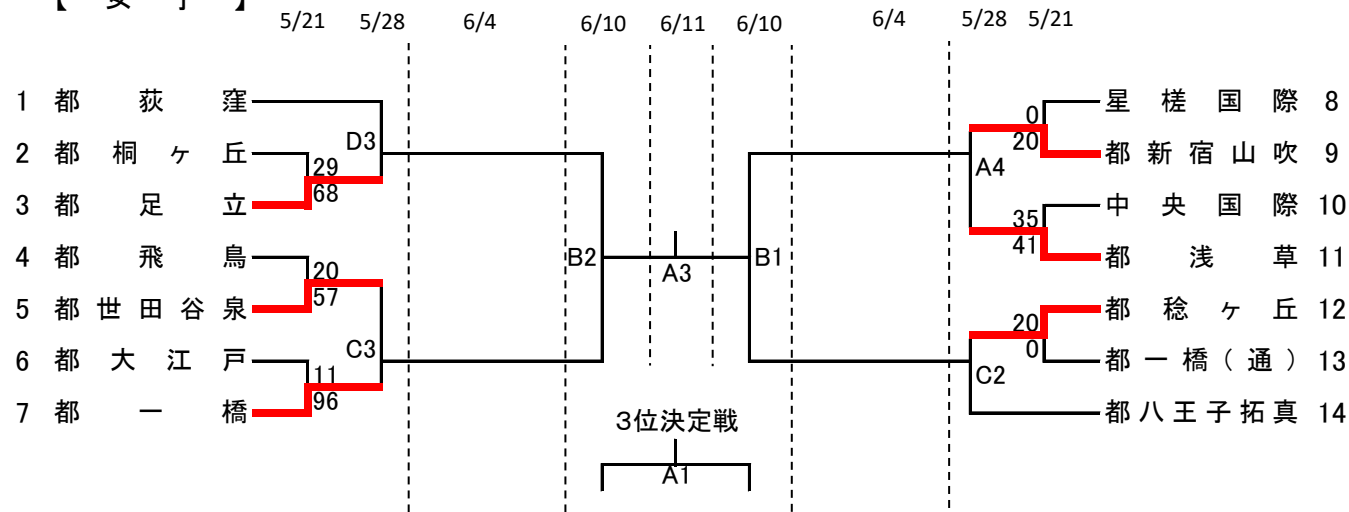 【 女 子 】
5/21 5/28 6/4 6/10 6/11 6/10 6/4 5/28 5/21
1 都 荻 窪
2 都 桐 ヶ 丘
3 都 足 立
4 都 飛 鳥
5 都 世 田 谷 泉
6 都 大 江 戸
7 都 一 橋
D3
29
68
20
57
C3
11
96
B2
A3
B1
3位決定戦
A1
0
20
A4
35
41
20
0
C2
星 槎 国 際 8
都 新 宿 山 吹 9
中 央 国 際 10
都 浅 草 11
都 稔 ヶ 丘 12
都 一 橋 ( 通 ) 13
都 八 王 子 拓 真 14